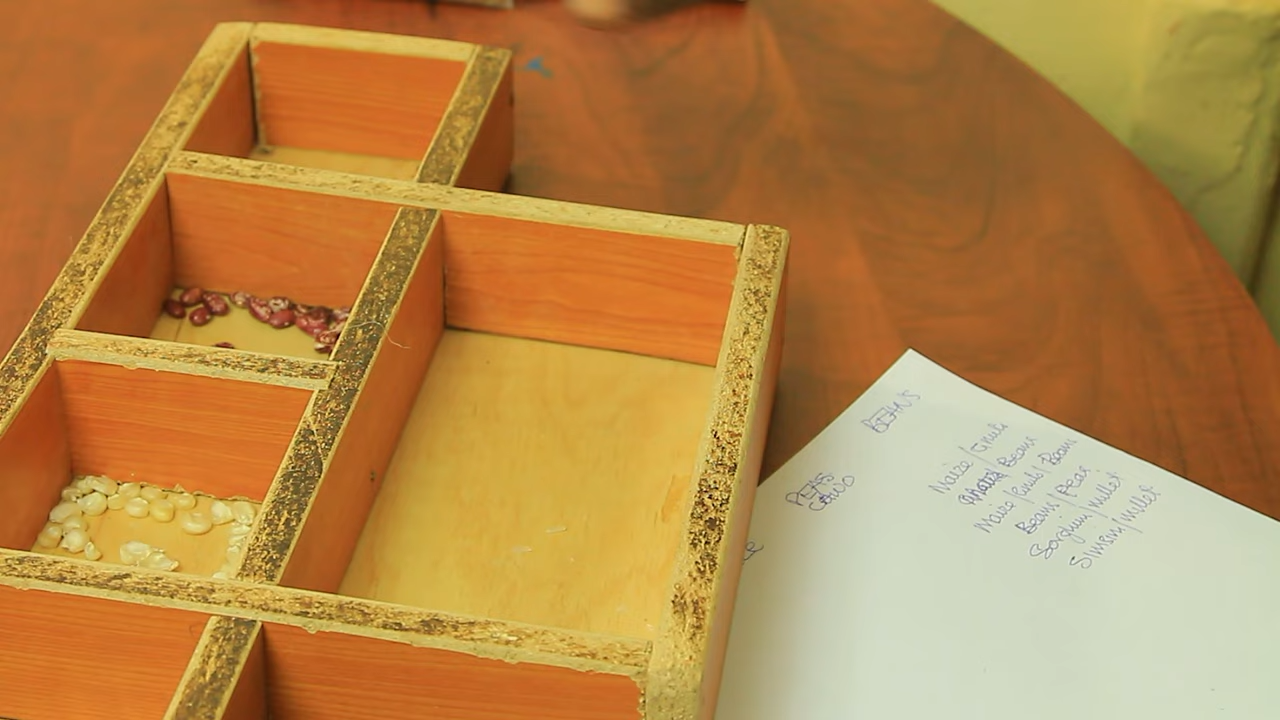 BEANS
PEAS
Maize / Gnuts
Beans
Maize / Gnuts / Beans
Beans / Peas
Sorghum / millet
Simsim / millet